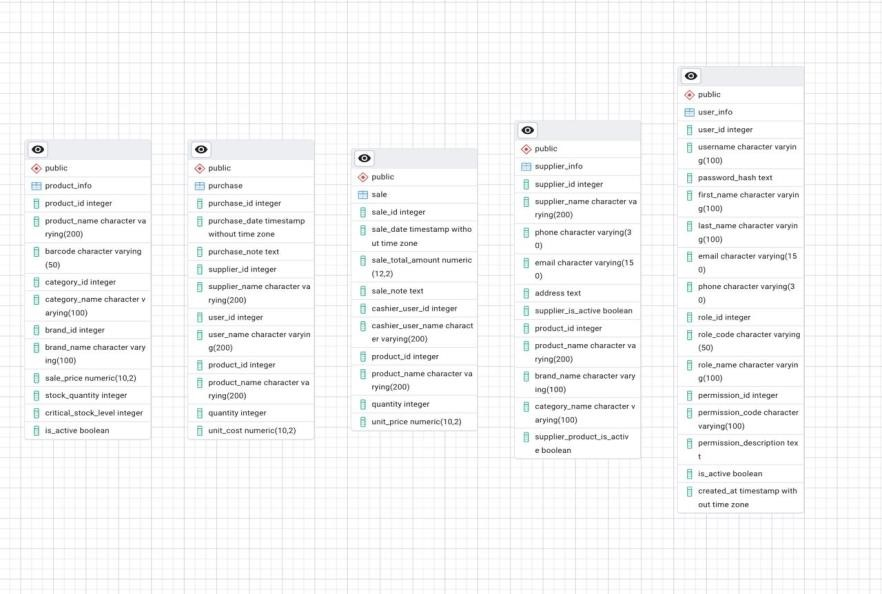 public
product_info
product_id integer
product_name character va
rying(200)
barcode character varying
(50)
category_id integer
category_name character v
arying(100)
brand_id integer
brand_name character vary
ing(100)
sale_price numeric(10,2)
stock_quantity integer
critical_stock_level integer
is_active boolean
public
purchase
purchase_id integer
purchase_date timestamp
without time zone
purchase_note text
supplier_id integer
supplier_name character va
rying(200)
user_id integer
user_name character varyin
g(200)
product_id integer
product_name character va
rying(200)
quantity integer
unit_cost numeric(10,2)
public
sale
sale_id integer
sale_date timestamp witho
ut time zone
sale_total_amount numeric
(12,2)
sale_note text
cashier_user_id integer
cashier_user_name charact
er varying(200)
product_id integer
product_name character va
rying(200)
quantity integer
unit_price numeric(10,2)
public
supplier_info
supplier_id integer
supplier_name character va
rying(200)
phone character varying(3
0)
email character varying(15
0)
address text
supplier_is_active boolean
product_id integer
product_name character va
rying(200)
brand_name character vary
ing(100)
category_name character v
arying(100)
supplier_product_is_activ
e boolean
public
user_info
user_id integer
username character varyin
g(100)
password_hash text
first_name character varyin
g(100)
last_name character varyin
g(100)
email character varying(15
0)
phone character varying(3
0)
role_id integer
role_code character varying
(50)
role_name character varyin
g(100)
permission_id integer
permission_code character
varying(100)
permission_description tex
t
is_active boolean
created_at timestamp with
out time zone